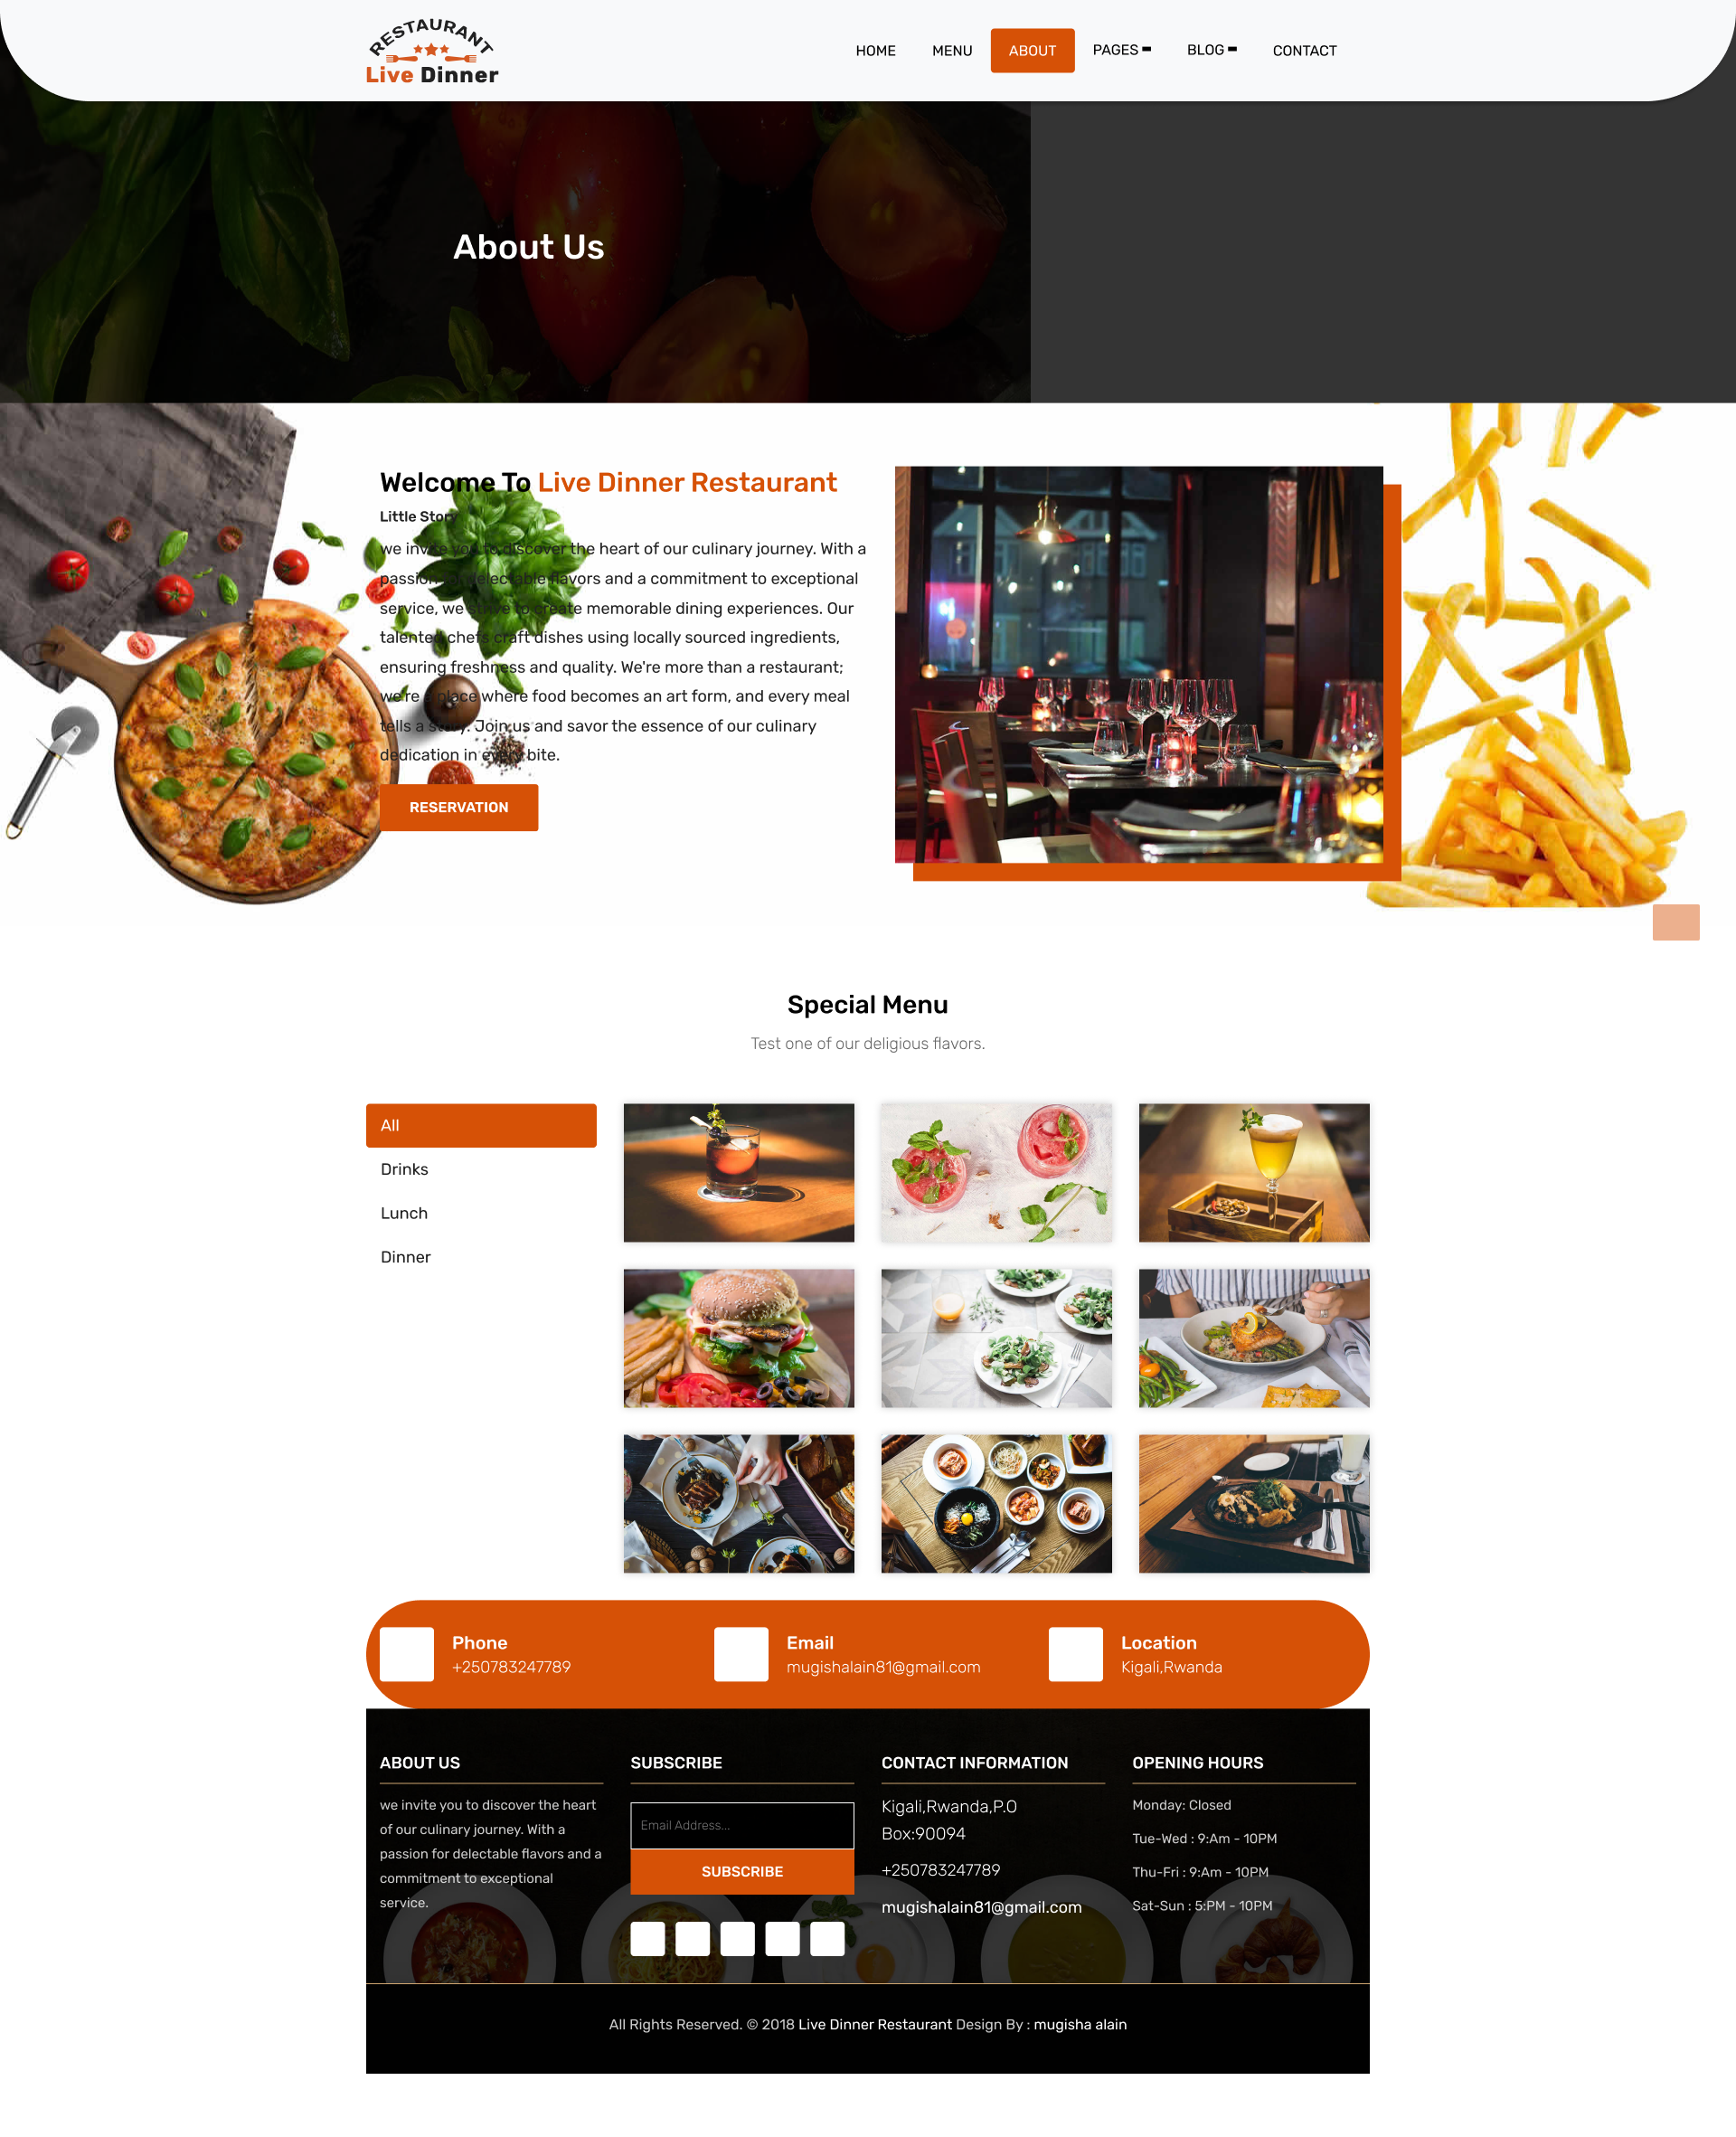 RESTAURANT
Live Dinner
HOME
MENU
ABOUT
PAGES
BLOG
CONTACT
About Us
Welcome To Live Dinner Restaurant
Little Story
we invite you to discover the heart of our culinary journey. With a
passion for delectable flavors and a commitment to exceptional
service, we strive to create memorable dining experiences. Our
talented chefs craft dishes using locally sourced ingredients,
ensuring freshness and quality. We're more than a restaurant;
we're a place where food becomes an art form, and every meal
tells a story. Join us and savor the essence of our culinary
dedication in every bite.
RESERVATION
Special Menu
Test one of our deligious flavors.
All
Drinks
Lunch
Dinner
Phone
+250783247789
Email
mugishalain81@gmail.com
Location
Kigali,Rwanda
ABOUT US
we invite you to discover the heart
of our culinary journey. With a
passion for delectable flavors and a
commitment to exceptional
service.
SUBSCRIBE
Email Address...
SUBSCRIBE
CONTACT INFORMATION
Kigali,Rwanda,P.O
Box:90094
+250783247789
mugishalain81@gmail.com
OPENING HOURS
Monday: Closed
Tue-Wed : 9:Am - 10PM
Thu-Fri : 9:Am - 10PM
Sat-Sun : 5:PM - 10PM
All Rights Reserved. © 2018 Live Dinner Restaurant Design By : mugisha alain